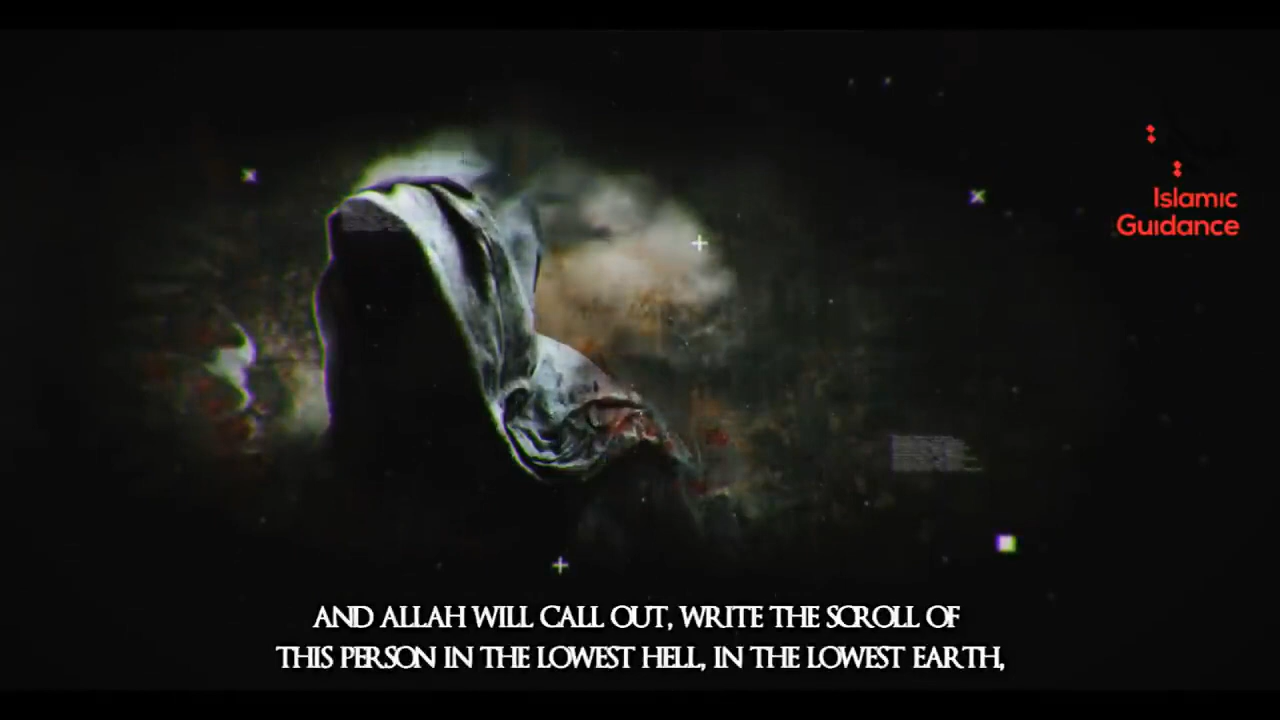 Islamic
Guidance
AND ALLAH WILL CALL OUT, WRITE THE SCROLL OF
THIS PERSON IN THE LOWEST HELL, IN THE LOWEST EARTH,